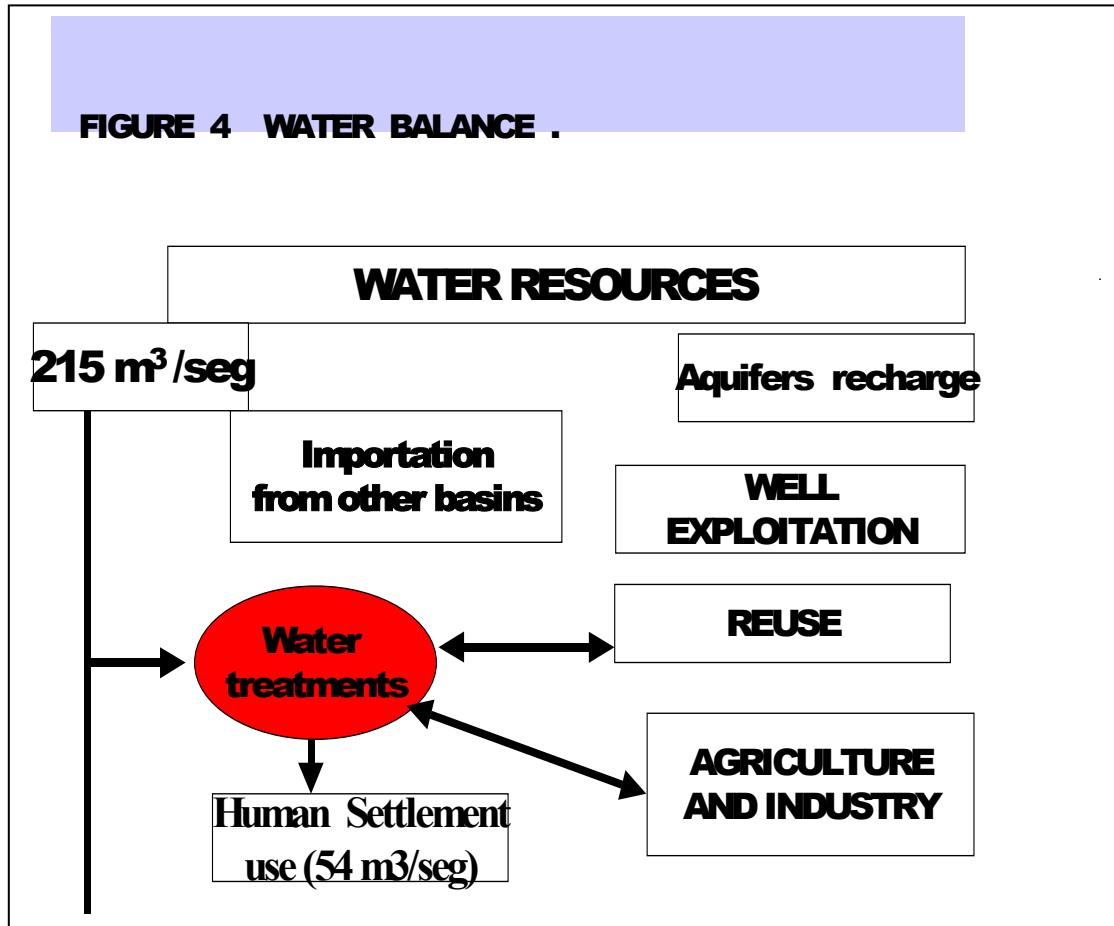 FIGURE 4 WATER BALANCE .
WATER RESOURCES
215 m³/seg
Aquifers recharge
Importation
from other basins
WELL
EXPLOITATION
REUSE
Water
treatments
AGRICULTURE
AND INDUSTRY
Human Settlement
use (54 m3/seg)